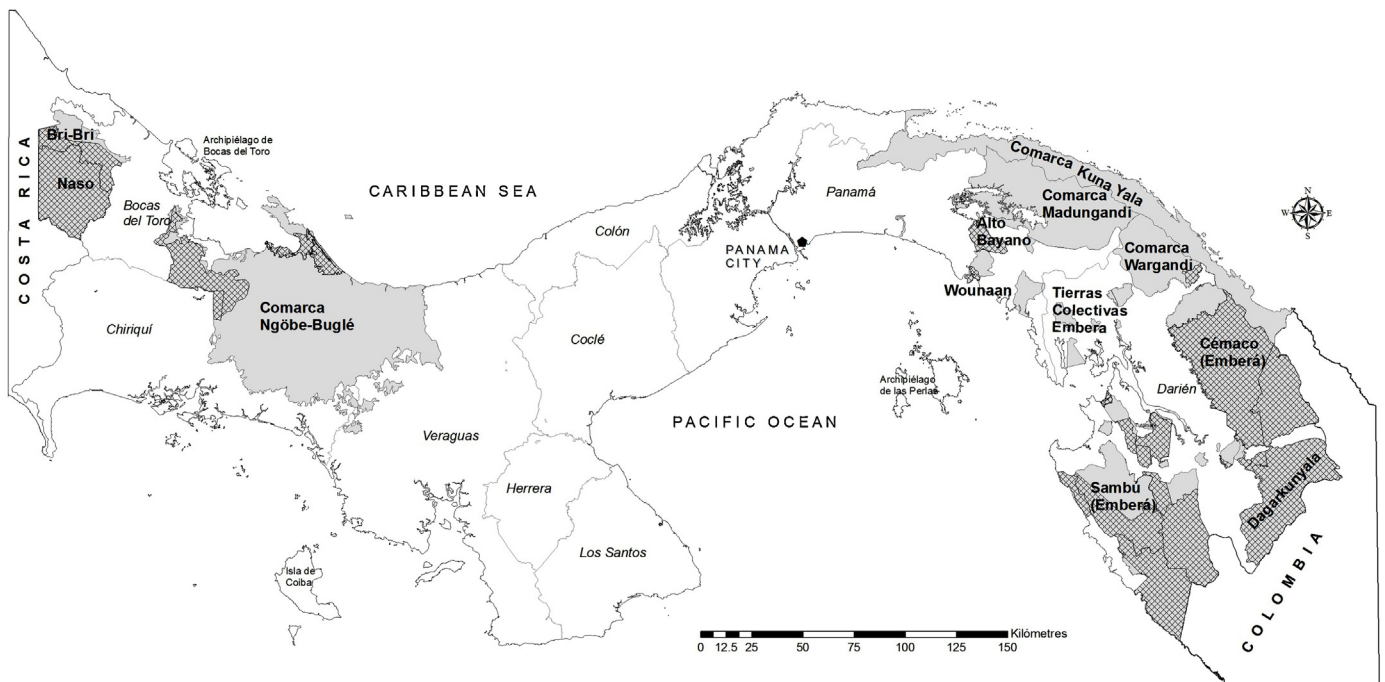 COSTA RICA
Bri-Bri
Naso
Archipiélago de
Bocas del Toro
Bocas
del Toro
CARIBBEAN SEA
Chiriquí
Comarca
Ngöbe-Buglé
Veraguas
Isla de
Coiba
Herrera
Los Santos
Coclé
Colón
PANAMA
CITY
Panamá
PACIFIC OCEAN
Archipiélago
de las Perlas
Comarca Kuna Yala
Comarca
Madungandi
Alto
Bayano
Comarca
Wargandi
Wounaan
Tierras
Colectivas
Embera
Cémaco
(Emberá)
Darién
Sambú
(Emberá)
Dagarkunyala
COLOMBIA
N
W E
S
Kilómetres
0 12.5 25 50 75 100 125 150